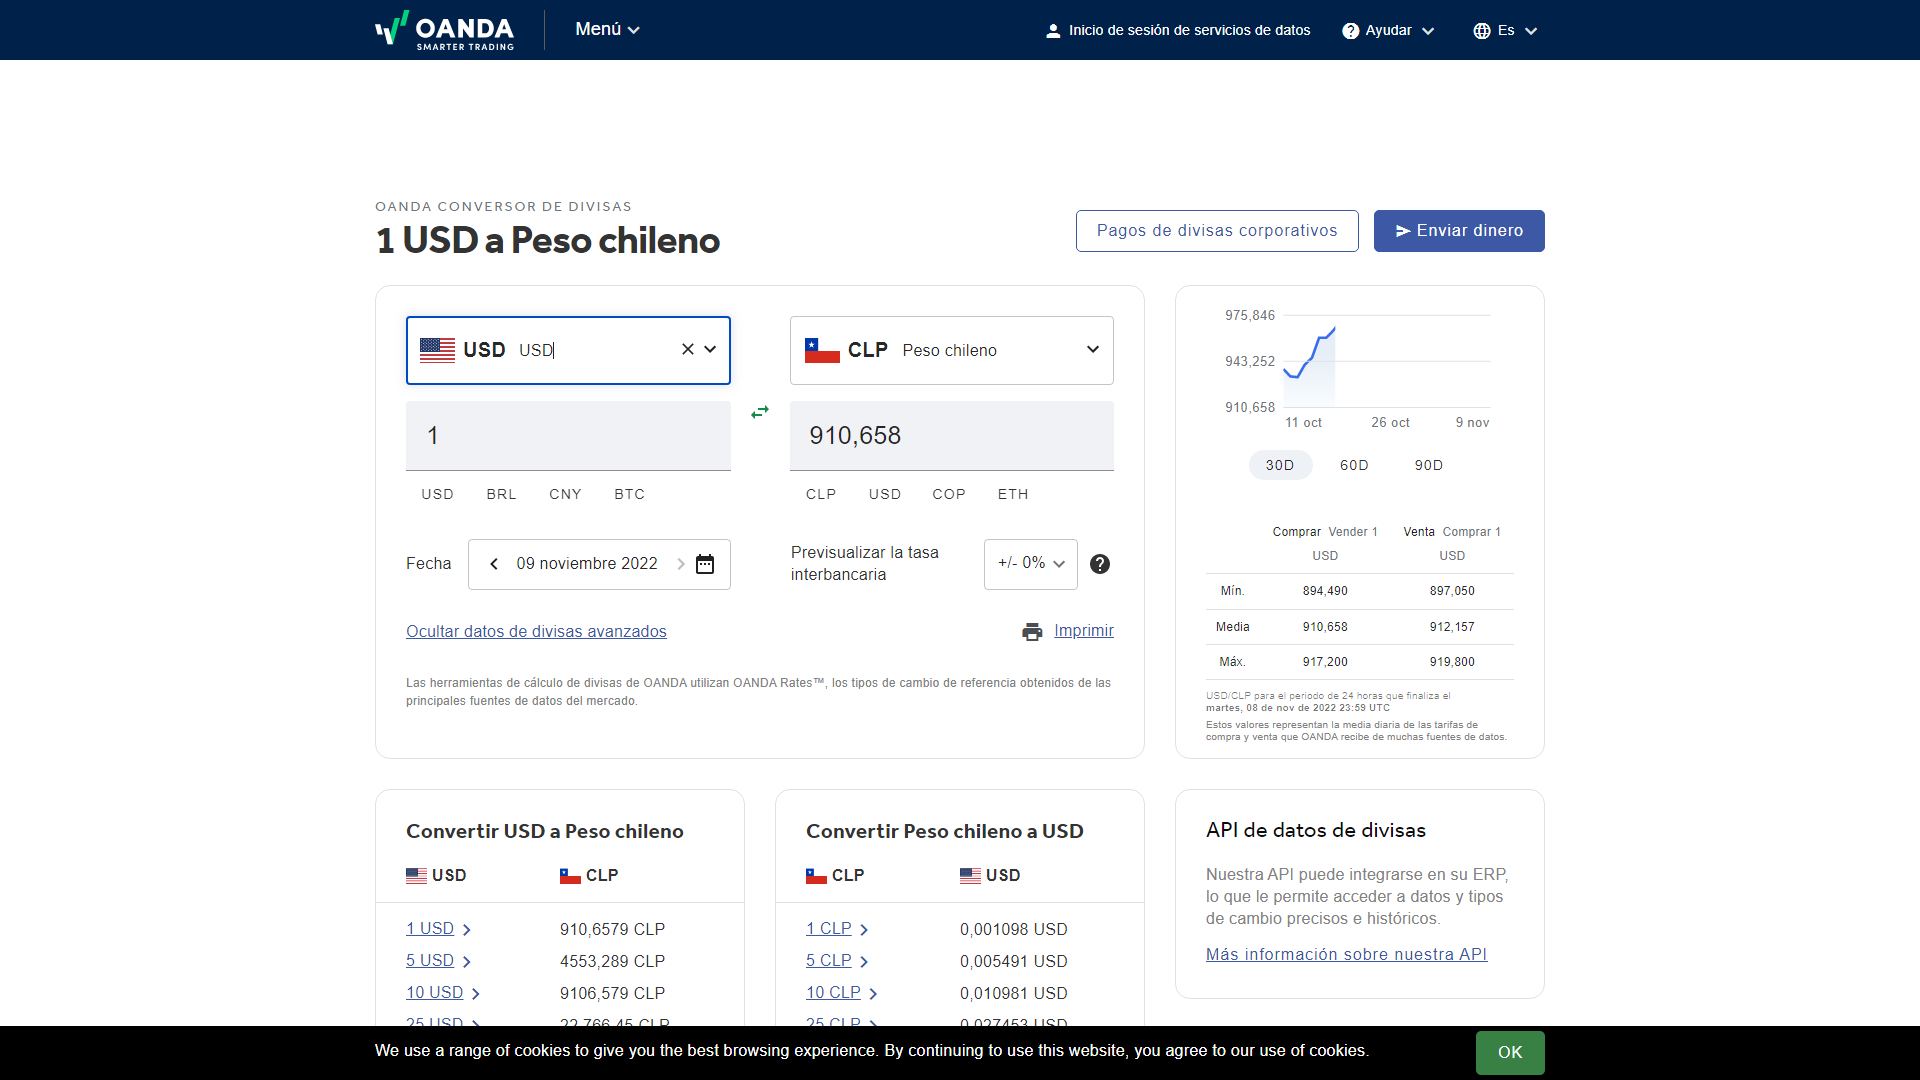 OANDA
SMARTER TRADING
Menú
Inicio de sesión de servicios de datos
Ayudar
Es
OANDA CONVERSOR DE DIVISAS
1 USD a Peso chileno
Pagos de divisas corporativos
Enviar dinero
USD USD
CLP Peso chileno
1
910,658
USD BRL CNY BTC
CLP USD COP ETH
Fecha
09 noviembre 2022
Previsualizar la tasa
interbancaria
+/- 0%
Ocultar datos de divisas avanzados
Imprimir
Las herramientas de cálculo de divisas de OANDA utilizan OANDA Rates™, los tipos de cambio de referencia obtenidos de las
principales fuentes de datos del mercado.
975,846
943,252
910,658
11 oct 26 oct 9 nov
30D 60D 90D
Comprar Vender 1 Venta Comprar 1
USD USD
Mín. 894,490 897,050
Media 910,658 912,157
Máx. 917,200 919,800
USD/CLP para el periodo de 24 horas que finaliza el
martes, 08 de nov de 2022 23:59 UTC
Estos valores representan la media diaria de las tarifas de
compra y venta que OANDA recibe de muchas fuentes de datos.
Convertir USD a Peso chileno
USD CLP
1 USD 910,6579 CLP
5 USD 4553,289 CLP
10 USD 9106,579 CLP
25 USD 22.766,45 CLP
Convertir Peso chileno a USD
CLP USD
1 CLP 0,001098 USD
5 CLP 0,005491 USD
10 CLP 0,010981 USD
25 CLP 0,027453 USD
API de datos de divisas
Nuestra API puede integrarse en su ERP,
lo que le permite acceder a datos y tipos
de cambio precisos e históricos.
Más información sobre nuestra API
We use a range of cookies to give you the best browsing experience. By continuing to use this website, you agree to our use of cookies.
OK